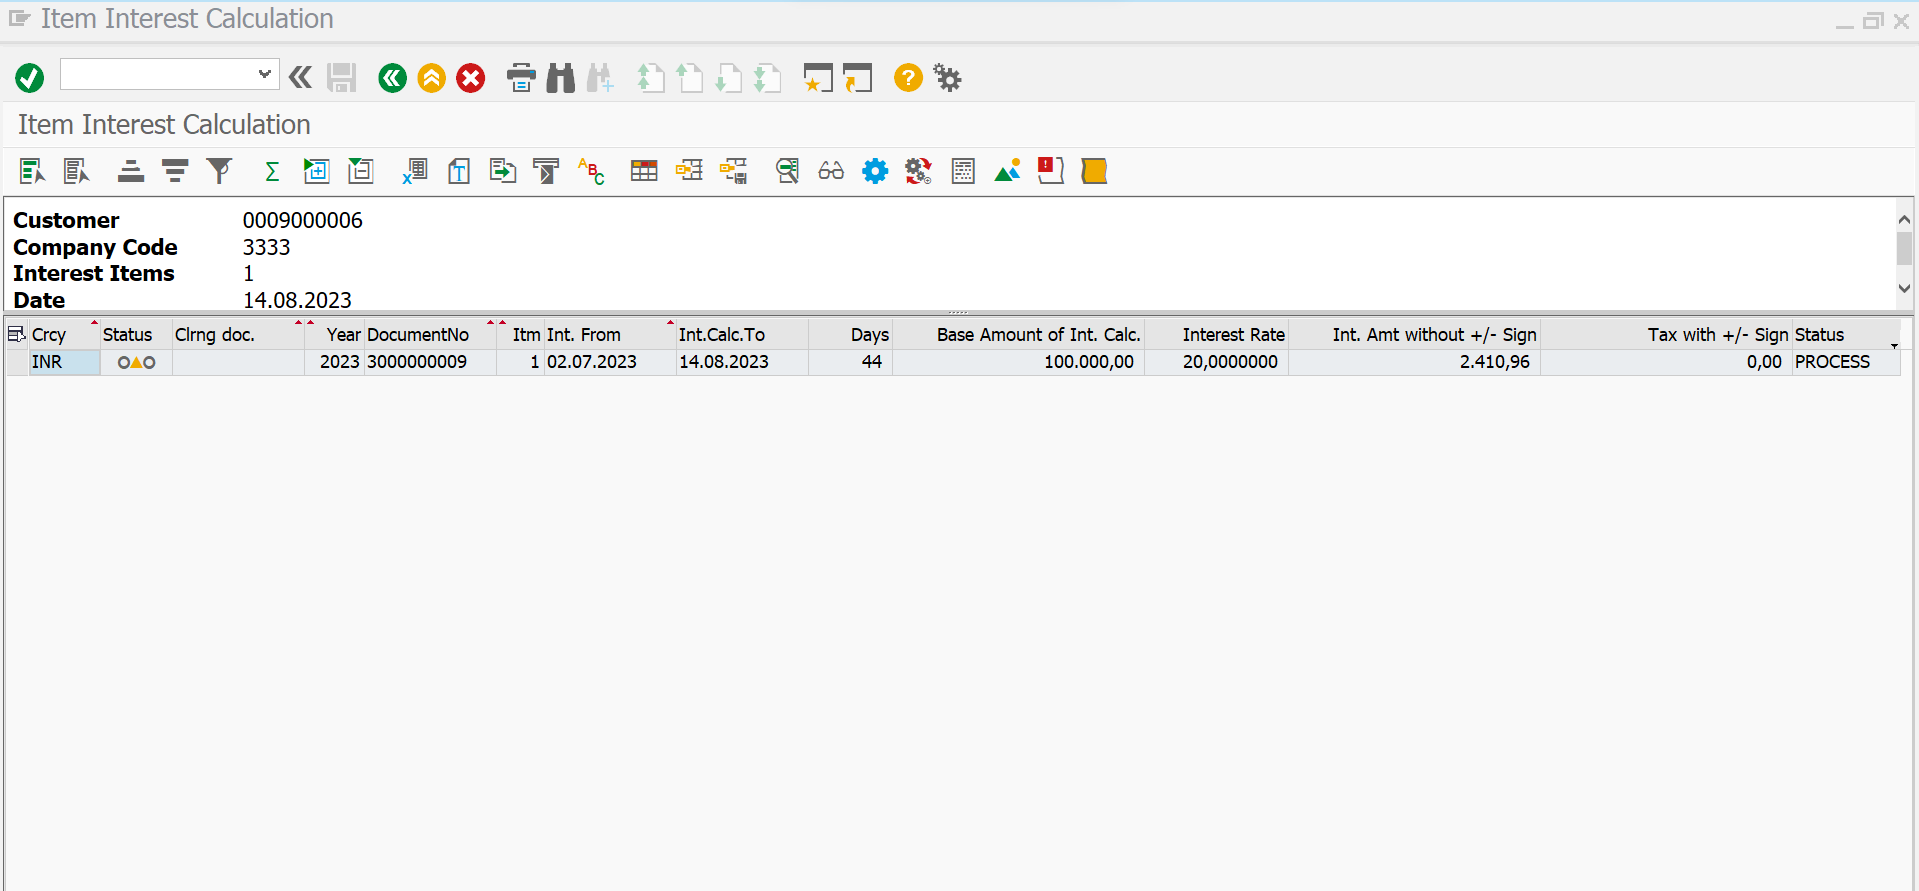 Item Interest Calculation
Item Interest Calculation
Customer 0009000006
Company Code 3333
Interest Items 1
Date 14.08.2023
Crcy Status Clrng doc. Year DocumentNo Itm Int. From Int.Calc.To Days Base Amount of Int. Calc. Interest Rate Int. Amt without +/- Sign Tax with +/- Sign Status
INR 2023 3000000009 1 02.07.2023 14.08.2023 44 100.000,00 20,0000000 2.410,96 0,00 PROCESS